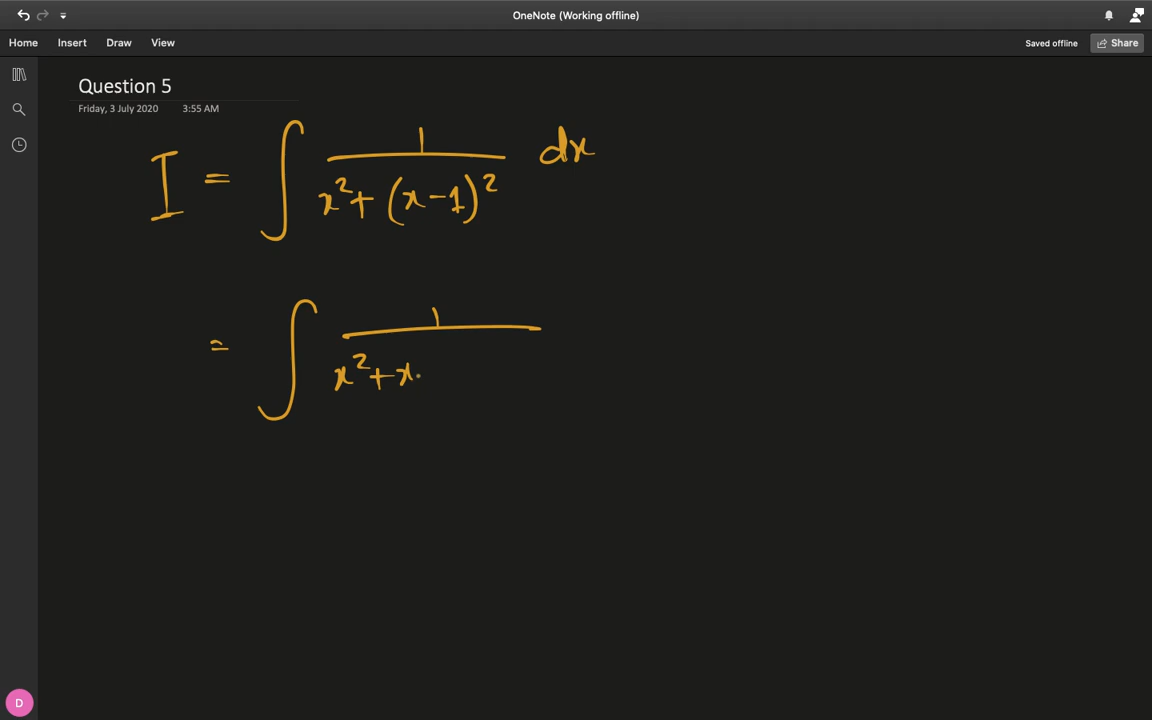 OneNote (Working offline)
Home Insert Draw View
Saved offline Share
Question 5
Friday, 3 July 2020 3:55 AM
I = ∫ 1/(x² + (x − 1)²) dx
= ∫ 1/(x² + x
D